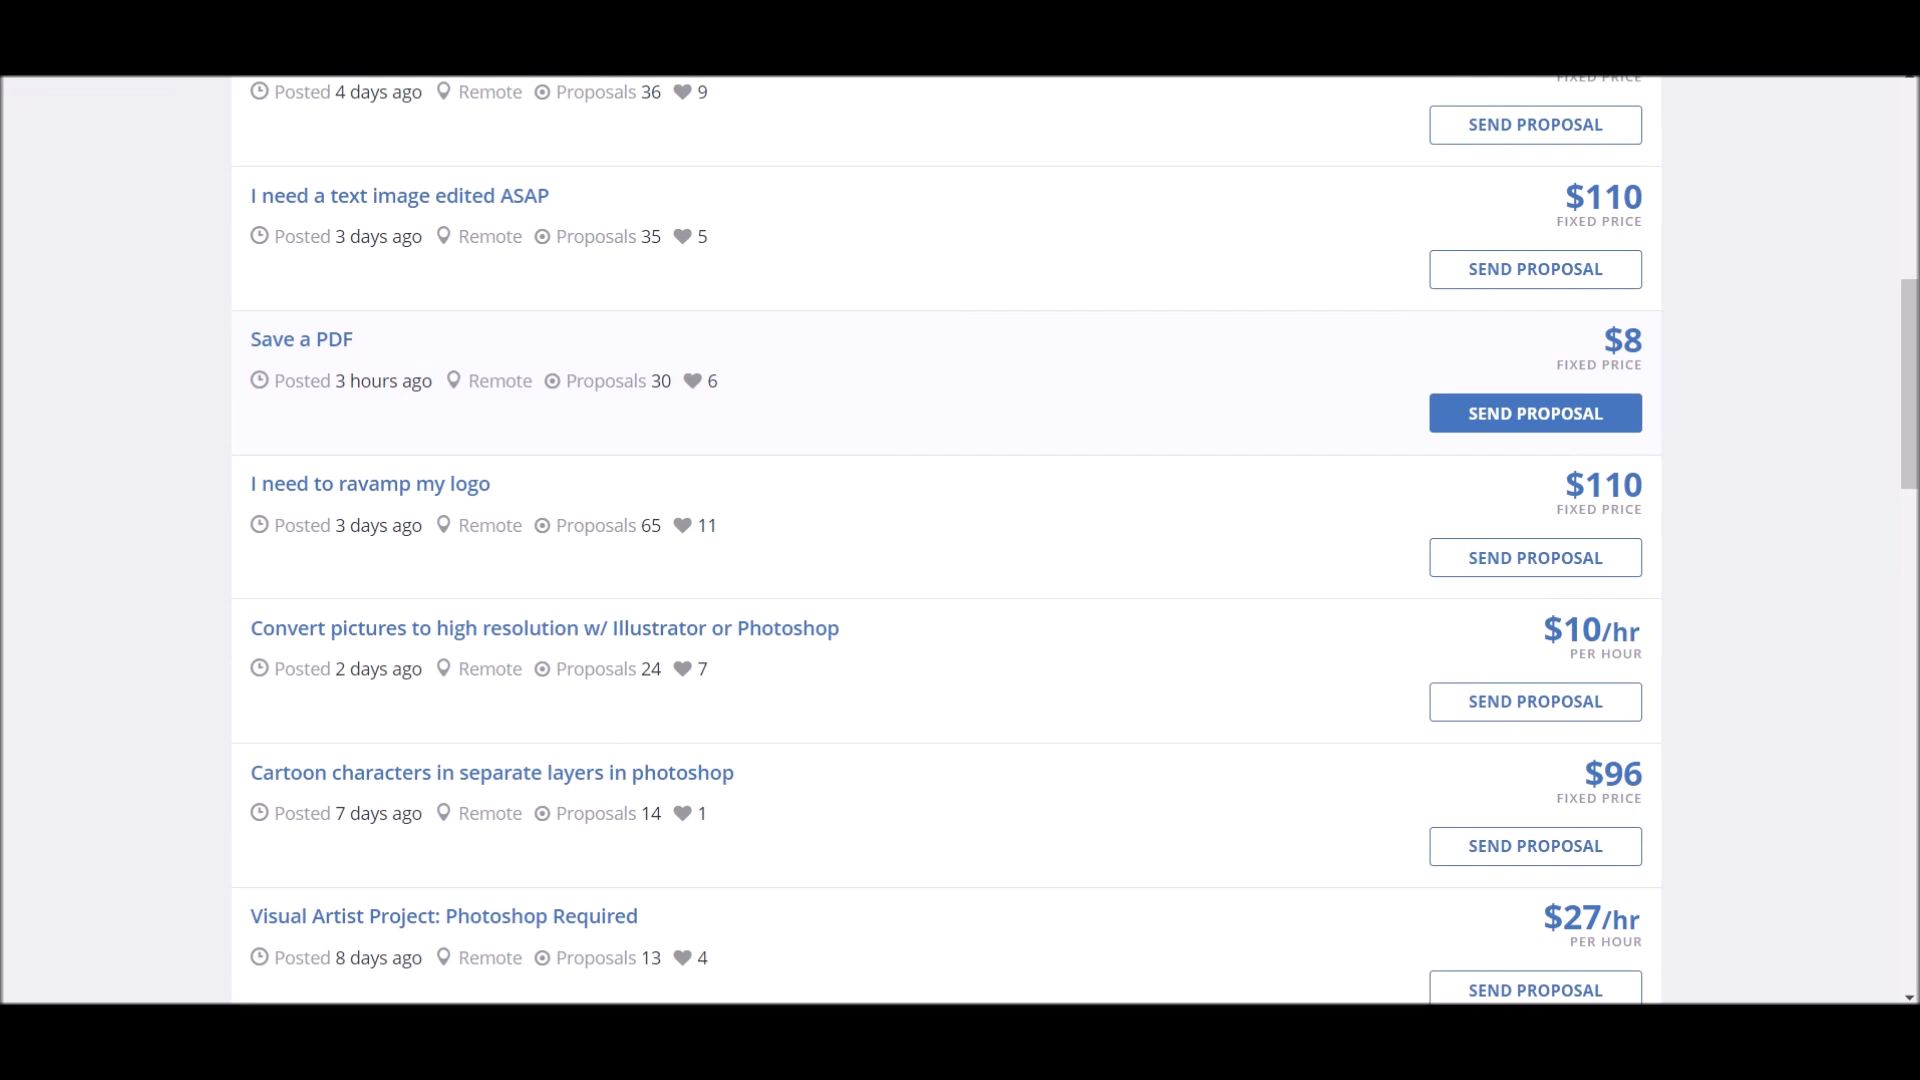 FIXED PRICE
Posted 4 days ago Remote Proposals 36 9
SEND PROPOSAL
I need a text image edited ASAP
$110
FIXED PRICE
Posted 3 days ago Remote Proposals 35 5
SEND PROPOSAL
Save a PDF
$8
FIXED PRICE
Posted 3 hours ago Remote Proposals 30 6
SEND PROPOSAL
I need to ravamp my logo
$110
FIXED PRICE
Posted 3 days ago Remote Proposals 65 11
SEND PROPOSAL
Convert pictures to high resolution w/ Illustrator or Photoshop
$10/hr
PER HOUR
Posted 2 days ago Remote Proposals 24 7
SEND PROPOSAL
Cartoon characters in separate layers in photoshop
$96
FIXED PRICE
Posted 7 days ago Remote Proposals 14 1
SEND PROPOSAL
Visual Artist Project: Photoshop Required
$27/hr
PER HOUR
Posted 8 days ago Remote Proposals 13 4
SEND PROPOSAL